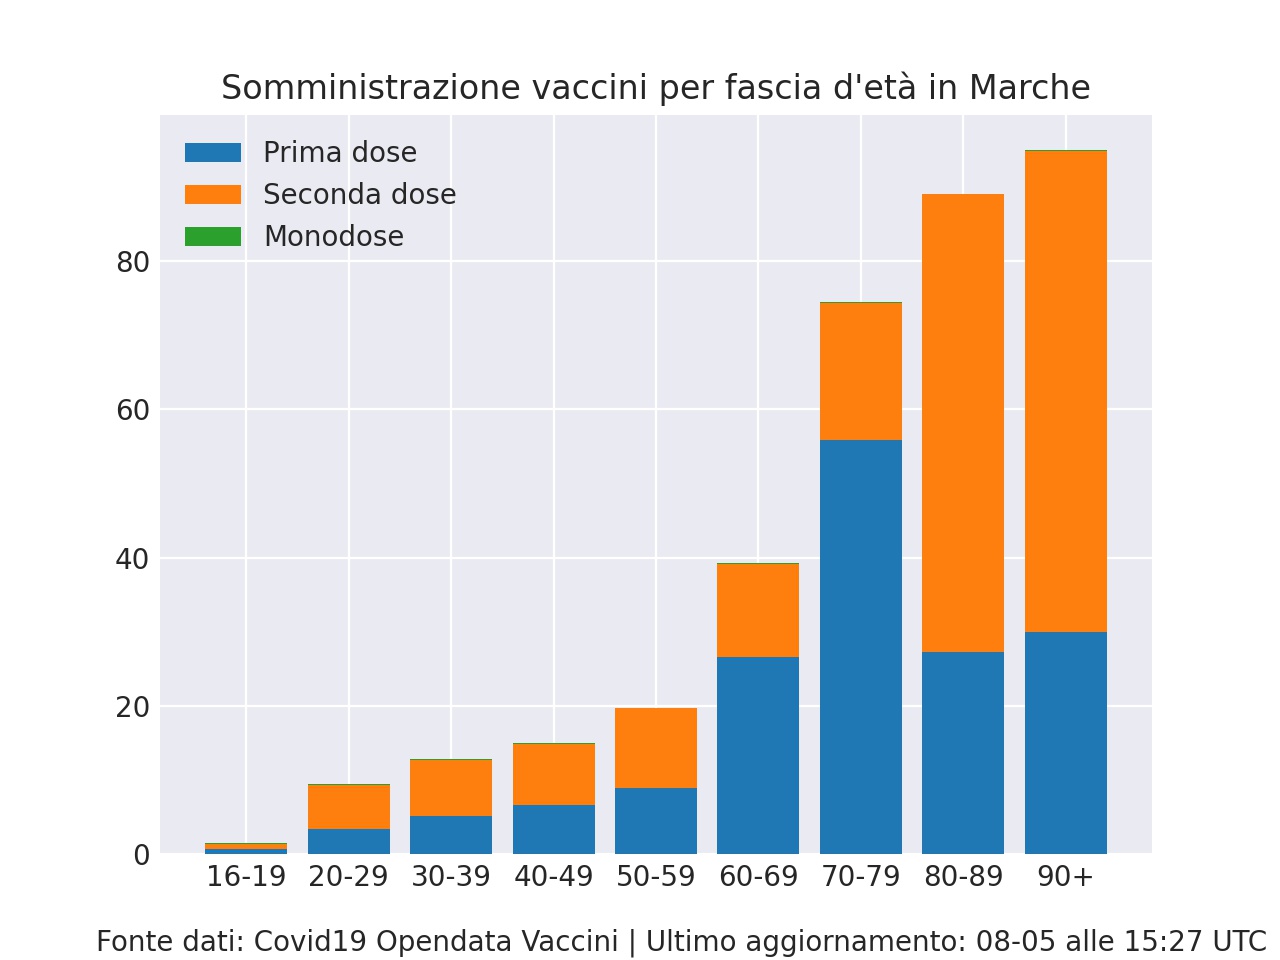 Somministrazione vaccini per fascia d'età in Marche
Prima dose
Seconda dose
Monodose
80
60
40
20
0
16-19 20-29 30-39 40-49 50-59 60-69 70-79 80-89 90+
Fonte dati: Covid19 Opendata Vaccini | Ultimo aggiornamento: 08-05 alle 15:27 UTC